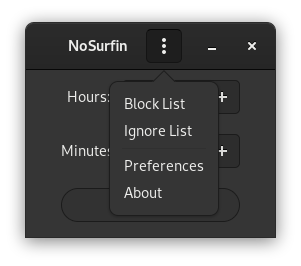 NoSurfin
Hours: +
Block List
Ignore List
Minutes +
Preferences
About